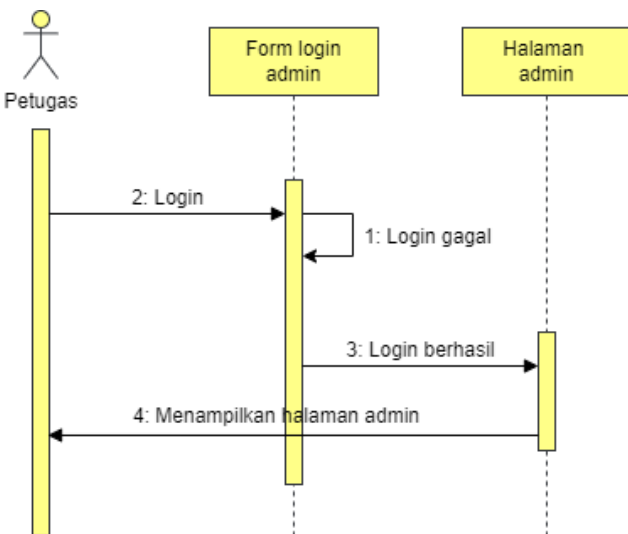 Form login
admin
Halaman
admin
Petugas
2: Login
1: Login gagal
3: Login berhasil
4: Menampilkan halaman admin